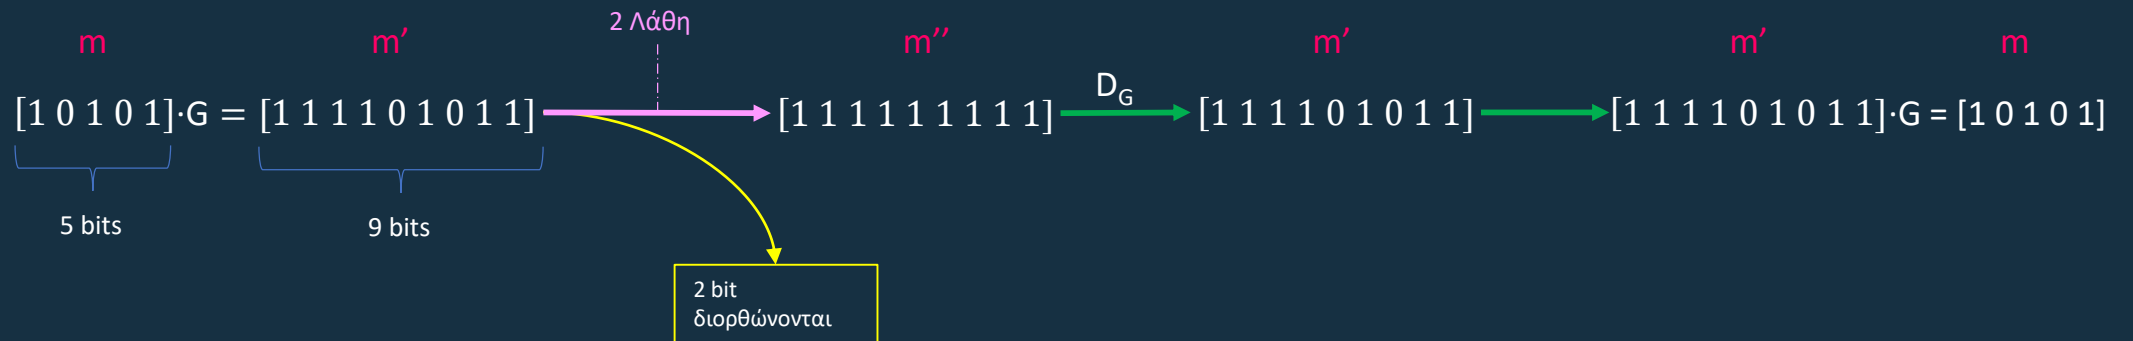 2 Λάθη
m m’ m’’ m’ m’ m
[1 0 1 0 1]·G = [1 1 1 1 0 1 0 1 1] [1 1 1 1 1 1 1 1 1] D_G [1 1 1 1 0 1 0 1 1] [1 1 1 1 0 1 0 1 1]·G = [1 0 1 0 1]
5 bits 9 bits
2 bit
διορθώνονται